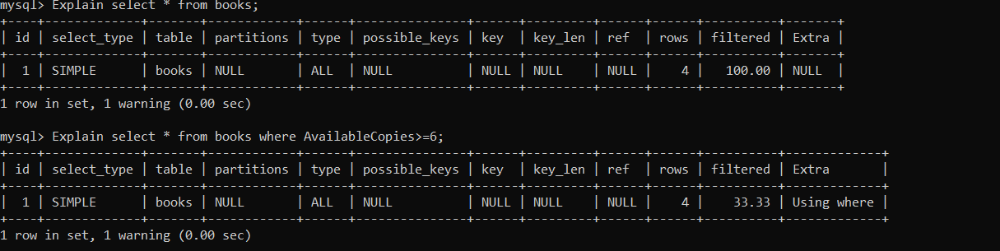 mysql> Explain select * from books;
+----+-------------+-------+------------+------+---------------+------+---------+------+------+----------+-------+
| id | select_type | table | partitions | type | possible_keys | key  | key_len | ref  | rows | filtered | Extra |
+----+-------------+-------+------------+------+---------------+------+---------+------+------+----------+-------+
|  1 | SIMPLE      | books | NULL       | ALL  | NULL          | NULL | NULL    | NULL |    4 |   100.00 | NULL  |
+----+-------------+-------+------------+------+---------------+------+---------+------+------+----------+-------+
1 row in set, 1 warning (0.00 sec)
mysql> Explain select * from books where AvailableCopies>=6;
+----+-------------+-------+------------+------+---------------+------+---------+------+------+----------+-------------+
| id | select_type | table | partitions | type | possible_keys | key  | key_len | ref  | rows | filtered | Extra       |
+----+-------------+-------+------------+------+---------------+------+---------+------+------+----------+-------------+
|  1 | SIMPLE      | books | NULL       | ALL  | NULL          | NULL | NULL    | NULL |    4 |    33.33 | Using where |
+----+-------------+-------+------------+------+---------------+------+---------+------+------+----------+-------------+
1 row in set, 1 warning (0.00 sec)